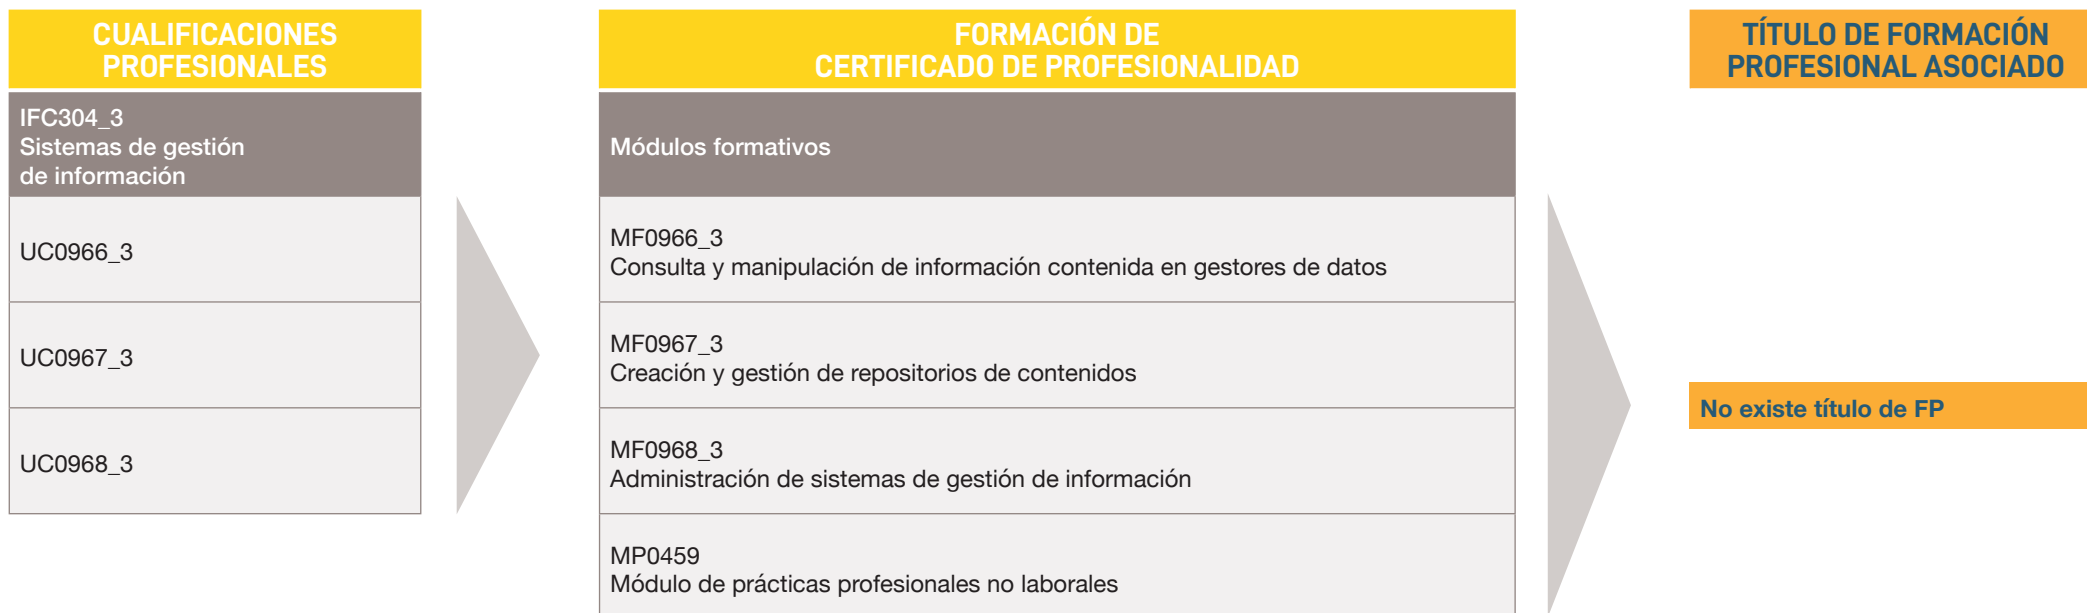 CUALIFICACIONES
PROFESIONALES
IFC304_3
Sistemas de gestión
de información
UC0966_3
UC0967_3
UC0968_3
FORMACIÓN DE
CERTIFICADO DE PROFESIONALIDAD
Módulos formativos
MF0966_3
Consulta y manipulación de información contenida en gestores de datos
MF0967_3
Creación y gestión de repositorios de contenidos
MF0968_3
Administración de sistemas de gestión de información
MP0459
Módulo de prácticas profesionales no laborales
TÍTULO DE FORMACIÓN
PROFESIONAL ASOCIADO
No existe título de FP